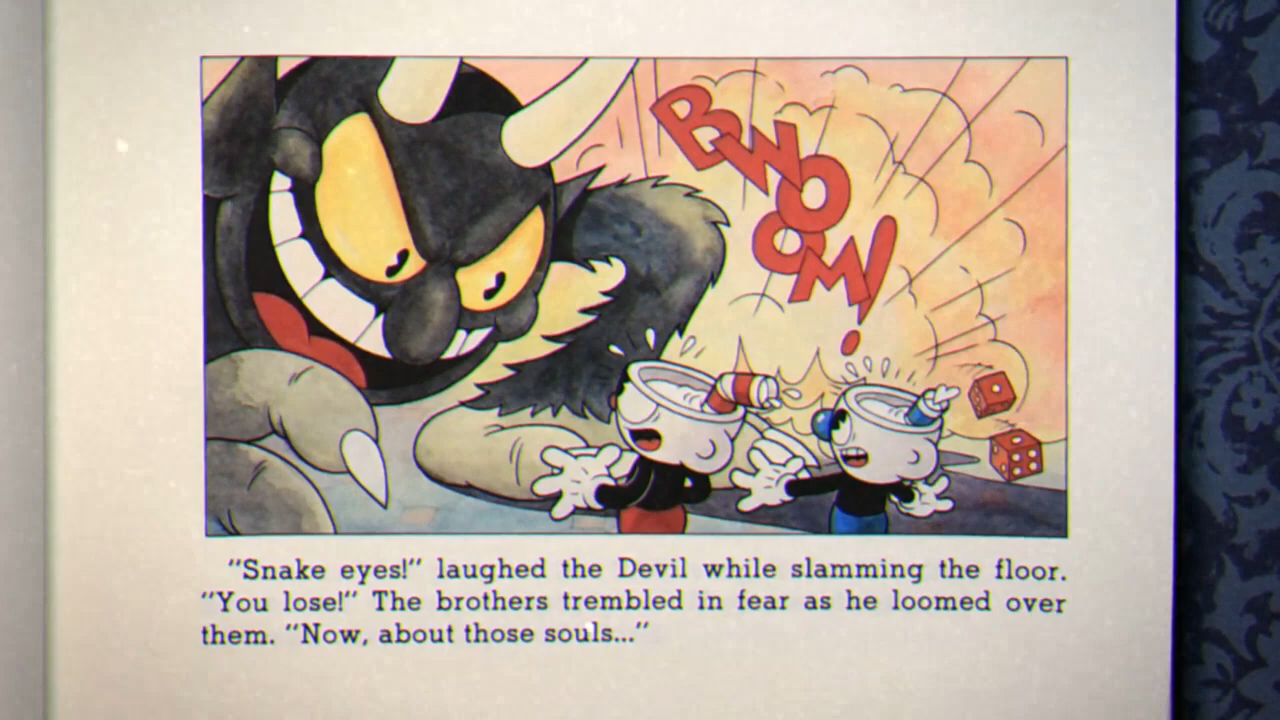 BWOOM!
“Snake eyes!” laughed the Devil while slamming the floor.
“You lose!” The brothers trembled in fear as he loomed over
them. “Now, about those souls...”